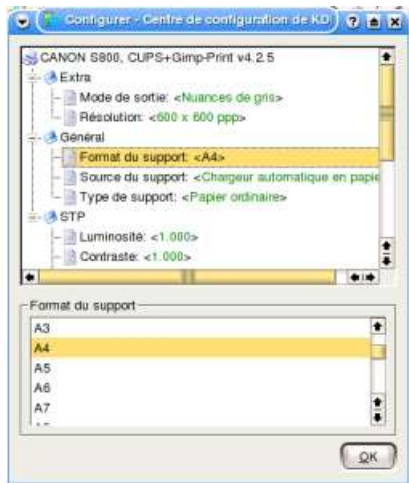 Configurer - Centre de configuration de KD
CANON S800, CUPS+Gimp-Print v4.2.5
Extra
Mode de sortie: <Nuances de gris>
Résolution: <600 x 600 ppp>
Général
Format du support: <A4>
Source du support: <Chargeur automatique en papie
Type de support: <Papier ordinaire>
STP
Luminosité: <1.000>
Contraste: <1.000>
Format du support
A3
A4
A5
A6
A7
OK